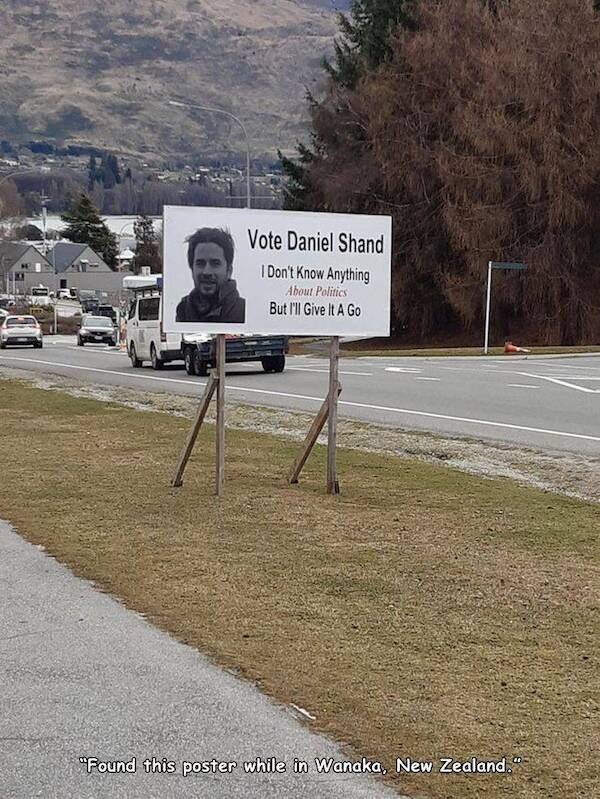 Vote Daniel Shand
I Don't Know Anything
About Politics
But I'll Give It A Go
"Found this poster while in Wanaka, New Zealand."